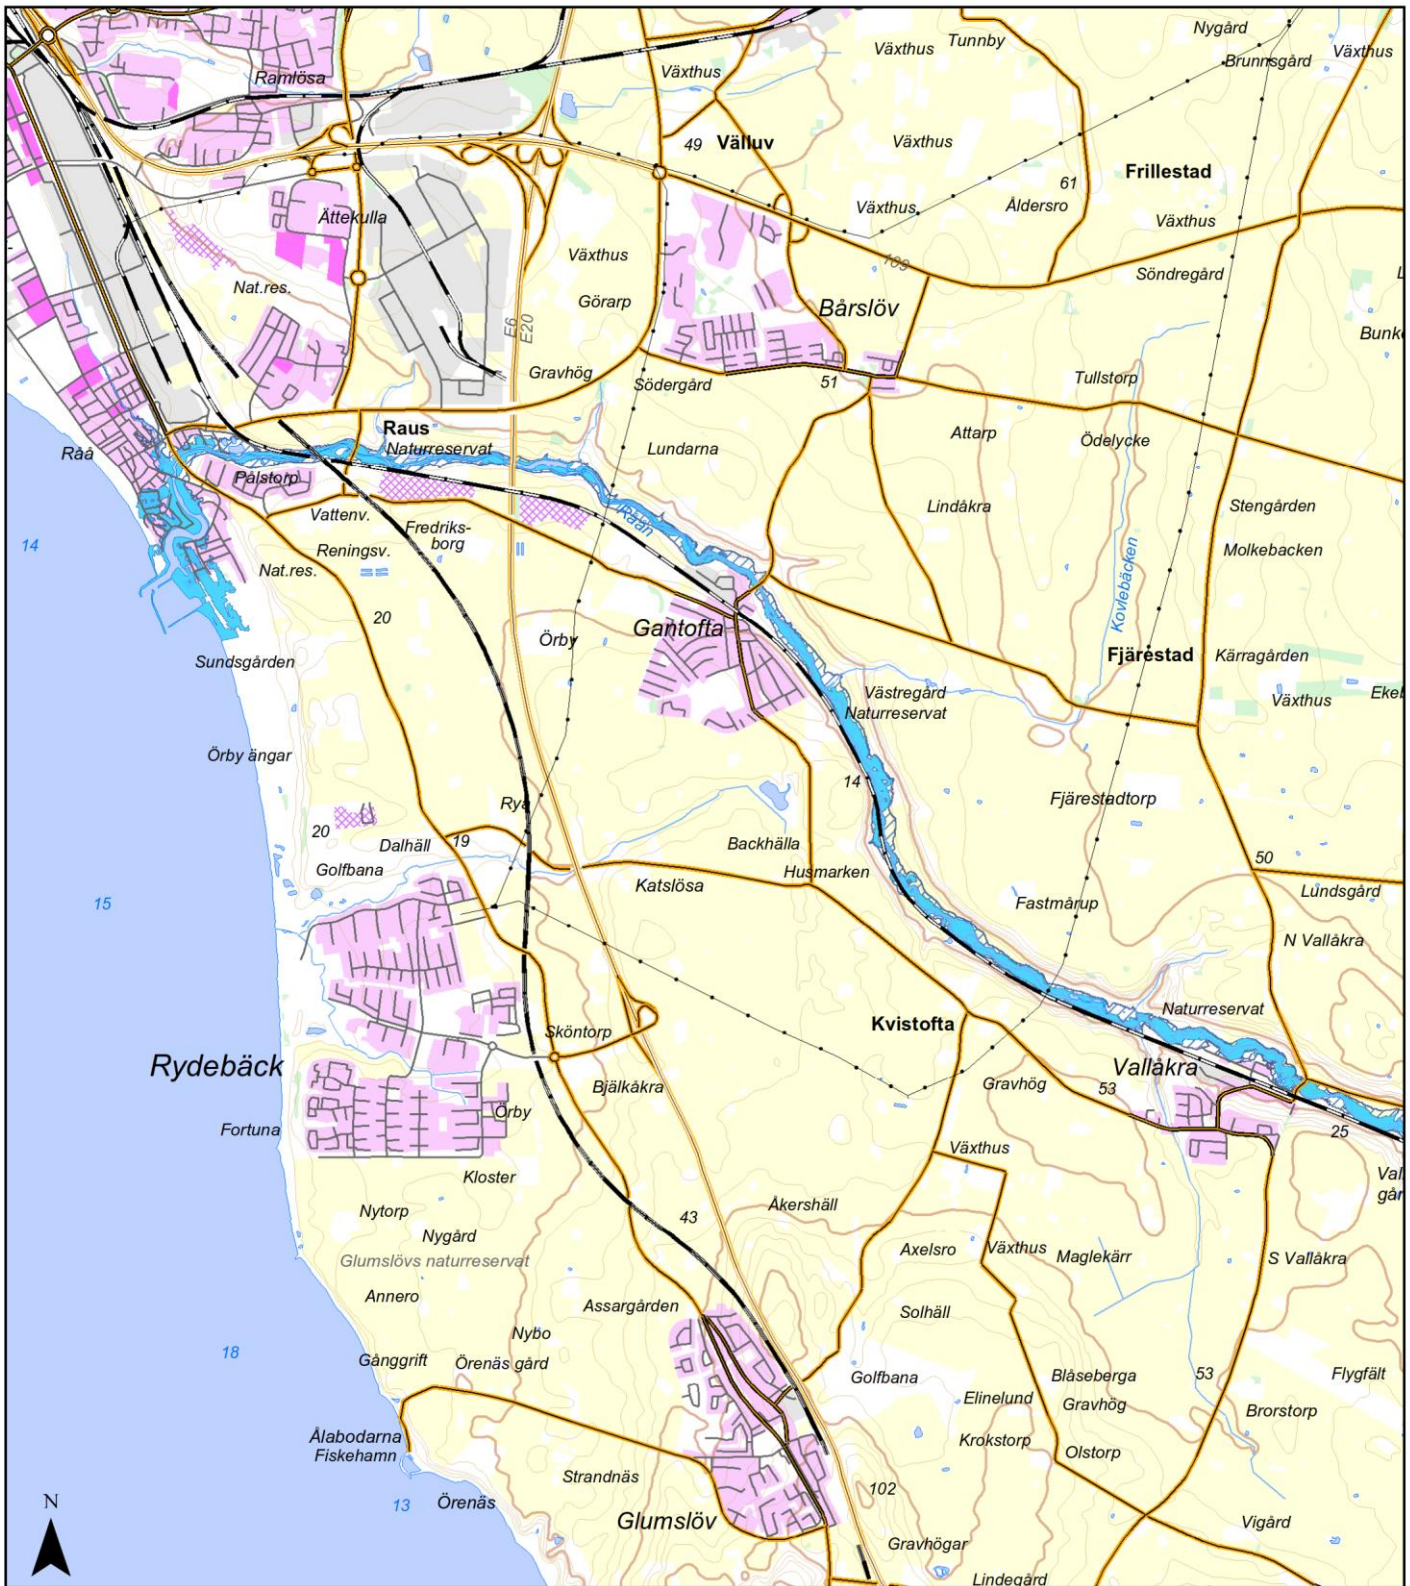 Nygård
Växthus
Tunnby
Växthus
Brunnsgård
Växthus
Ramlösa
49
Välluv
Växthus
Frillestad
61
Åldersro
Växthus
Växthus
Ättekulla
Växthus
109
Söndregård
Nat.res.
Görarp
Bårslöv
E6
E20
Gravhög
Södergård
51
Tullstorp
Raus
Naturreservat
Attarp
Ödelycke
Råå
Lundarna
Pålstorp
Vattenv.
Råån
Lindåkra
Stengården
Fredriks-
borg
14
Reningsv.
Nat.res.
Molkebacken
Kovlebäcken
20
Gantofta
Örby
Fjärestad
Kärragården
Sundsgården
Västregård
Naturreservat
Växthus
Örby ängar
14
Rya
Fjärestadtorp
20
Dalhäll
19
Backhälla
50
Golfbana
Husmarken
Katslösa
Lundsgård
15
Fastmårup
N Vallåkra
Naturreservat
Kvistofta
Sköntorp
Rydebäck
Vallåkra
Bjälkåkra
Gravhög
53
Örby
Fortuna
25
Växthus
Kloster
Nytorp
Åkershäll
43
Nygård
Axelsro
Växthus
Maglekärr
S Vallåkra
Glumslövs naturreservat
Annero
Assargården
Solhäll
Nybo
18
Gånggrift
Örenäs gård
Golfbana
Blåseberga
53
Flygfält
Elinelund
Gravhög
Brorstorp
Ålabodarna
Fiskehamn
Krokstorp
Olstorp
Strandnäs
102
N
13
Örenäs
Glumslöv
Vigård
Gravhögar
Lindegård